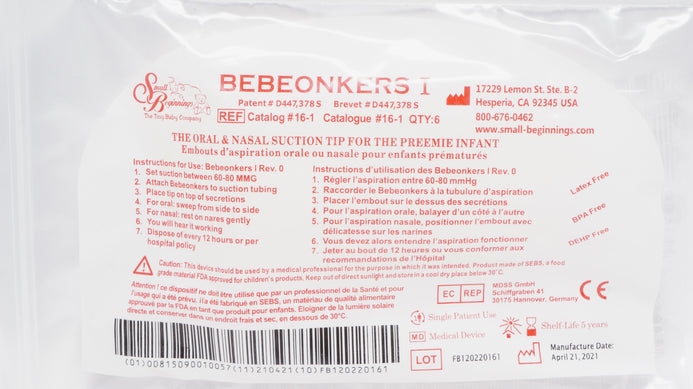 Small
Beginnings
The Tiny Baby Company
BEBEONKERS I
Patent # D447,378 S Brevet #D447,378 S
REF Catalog #16-1 Catalogue #16-1 QTY:6
17229 Lemon St. Ste. B-2
Hesperia, CA 92345 USA
800-676-0462
www.small-beginnings.com
THE ORAL & NASAL SUCTION TIP FOR THE PREEMIE INFANT
Embouts d'aspiration orale ou nasale pour enfants prématurés
Instructions for Use: Bebeonkers I Rev. 0
1. Set suction between 60-80 MMG
2. Attach Bebeonkers to suction tubing
3. Place tip on top of secretions
4. For oral: sweep from side to side
5. For nasal: rest on nares gently
6. You will hear it working
7. Dispose of every 12 hours or per
hospital policy
Instructions d'utilisation des Bebeonkers I Rev. 0
1. Régler l'aspiration entre 60-80 mmHg
2. Raccorder le Bebeonkers à la tubulure d'aspiration
3. Placer l'embout sur le dessus des secrétions
4. Pour l'aspiration orale, balayer d'un côté à l'autre
5. Pour l'aspiration nasale, positionner l'embout avec
délicatesse sur les narines
6. Vous devez alors entendre l'aspiration fonctionner
7. Jeter au bout de 12 heures ou vous conformer aux
recommandations de l'Hôpital
Latex Free
BPA Free
DEHP Free
Caution: This device should be used by a medical professional for the purpose in which it was intended. Product made of SEBS, a food
grade material FDA approved for children's products. Keep out of direct sunlight and store in a cool dry place below 30°C.
Attention ! Ce dispositif ne doit être utilisé que par un professionnel de la Santé et pour
l'usage qui a été prévu. il a été fabriqué en SEBS, un matériau de qualité alimentaire
approuvé par la FDA en tant que produit pour enfants. Eloigner de la lumière solaire
directe et conserver dans un endroit frais et sec, en dessous de 30°C.
EC REP
MOSS GmbH
Schiffgraben 41
30175 Hannover, Germany
CE
Single Patient Use
MD Medical Device
Shelf-Life 5 years
LOT FB120220161
Manufacture Date:
April 21, 2021
(01)00815090010057(11)210421(10)FB120220161